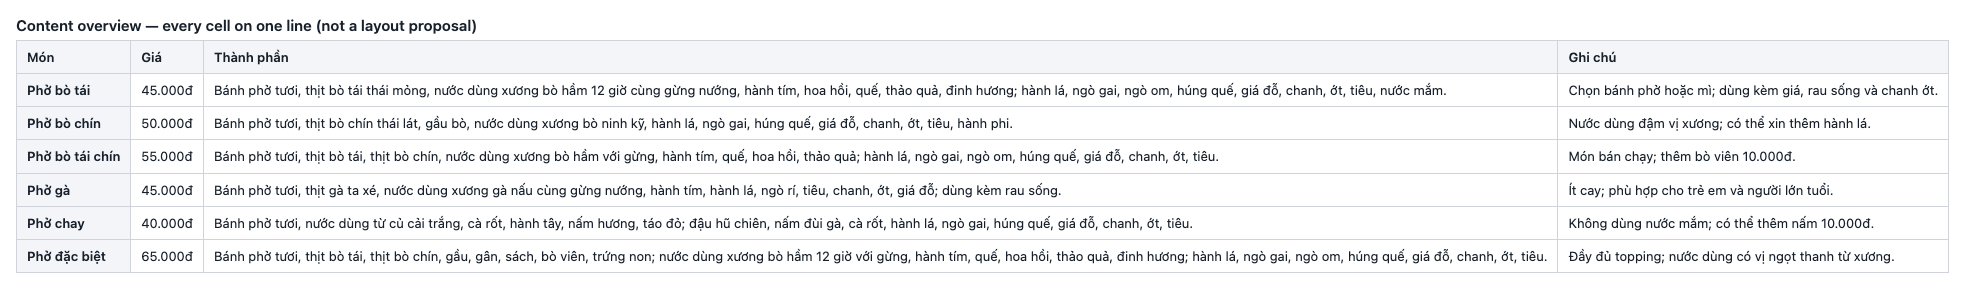 Content overview — every cell on one line (not a layout proposal)
Món Giá Thành phần Ghi chú
Phở bò tái 45.000đ Bánh phở tươi, thịt bò tái thái mỏng, nước dùng xương bò hầm 12 giờ cùng gừng nướng, hành tím, hoa hồi, quế, thảo quả, đinh hương; hành lá, ngò gai, ngò om, húng quế, giá đỗ, chanh, ớt, tiêu, nước mắm. Chọn bánh phở hoặc mì; dùng kèm giá, rau sống và chanh ớt.
Phở bò chín 50.000đ Bánh phở tươi, thịt bò chín thái lát, gầu bò, nước dùng xương bò ninh kỹ, hành lá, ngò gai, húng quế, giá đỗ, chanh, ớt, tiêu, hành phi. Nước dùng đậm vị xương; có thể xin thêm hành lá.
Phở bò tái chín 55.000đ Bánh phở tươi, thịt bò tái, thịt bò chín, nước dùng xương bò hầm với gừng, hành tím, quế, hoa hồi, thảo quả; hành lá, ngò gai, ngò om, húng quế, giá đỗ, chanh, ớt, tiêu. Món bán chạy; thêm bò viên 10.000đ.
Phở gà 45.000đ Bánh phở tươi, thịt gà ta xé, nước dùng xương gà nấu cùng gừng nướng, hành tím, hành lá, ngò rí, tiêu, chanh, ớt, giá đỗ; dùng kèm rau sống. Ít cay; phù hợp cho trẻ em và người lớn tuổi.
Phở chay 40.000đ Bánh phở tươi, nước dùng từ củ cải trắng, cà rốt, hành tây, nấm hương, táo đỏ; đậu hũ chiên, nấm đùi gà, cà rốt, hành lá, ngò gai, húng quế, giá đỗ, chanh, ớt, tiêu. Không dùng nước mắm; có thể thêm nấm 10.000đ.
Phở đặc biệt 65.000đ Bánh phở tươi, thịt bò tái, thịt bò chín, gầu, gân, sách, bò viên, trứng non; nước dùng xương bò hầm 12 giờ với gừng, hành tím, quế, hoa hồi, thảo quả, đinh hương; hành lá, ngò gai, ngò om, húng quế, giá đỗ, chanh, ớt, tiêu. Đầy đủ topping; nước dùng có vị ngọt thanh từ xương.